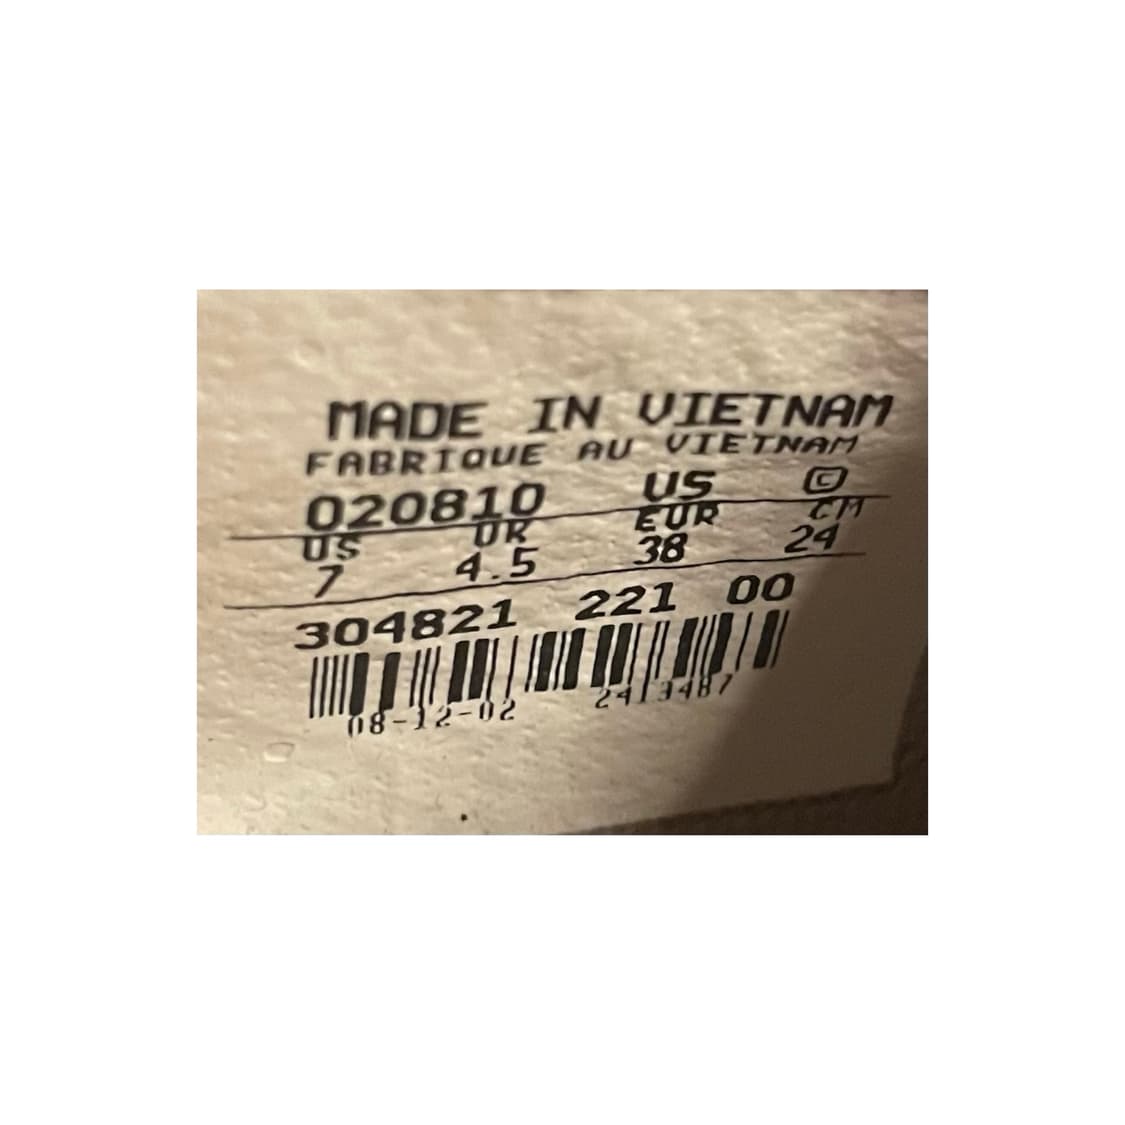 MADE IN VIETNAM
FABRIQUE AU VIETNAM
020810 US ©
US UK EUR CM
7 4.5 38 24
304821 221 00
08-12-02 2413487